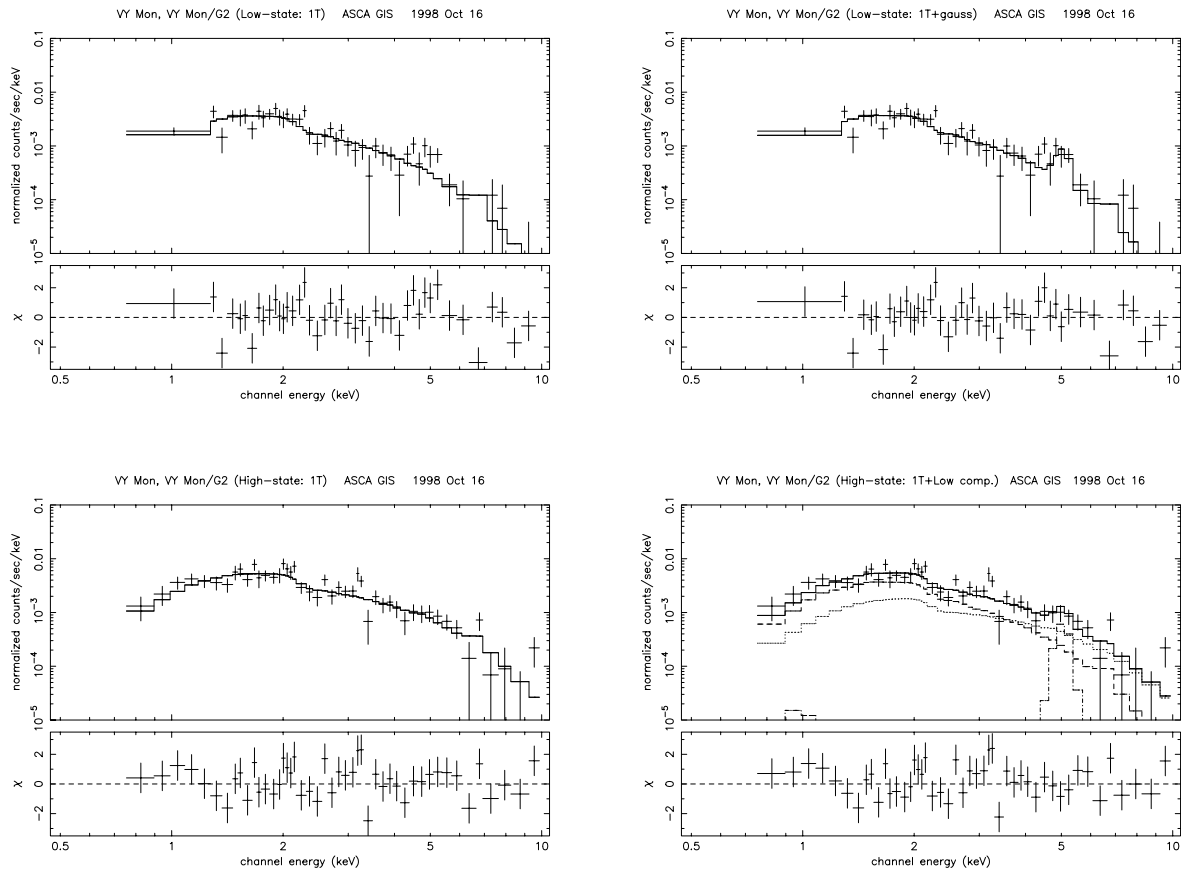 VY Mon, VY Mon/G2 (Low-state: 1T) ASCA GIS 1998 Oct 16
normalized counts/sec/keV
0.1
0.01
10⁻³
10⁻⁴
10⁻⁵
χ
2
0
-2
0.5 1 2 5 10
channel energy (keV)
VY Mon, VY Mon/G2 (Low-state: 1T+gauss) ASCA GIS 1998 Oct 16
normalized counts/sec/keV
0.1
0.01
10⁻³
10⁻⁴
10⁻⁵
χ
2
0
-2
0.5 1 2 5 10
channel energy (keV)
VY Mon, VY Mon/G2 (High-state: 1T) ASCA GIS 1998 Oct 16
normalized counts/sec/keV
0.1
0.01
10⁻³
10⁻⁴
10⁻⁵
χ
2
0
-2
0.5 1 2 5 10
channel energy (keV)
VY Mon, VY Mon/G2 (High-state: 1T+Low comp.) ASCA GIS 1998 Oct 16
normalized counts/sec/keV
0.1
0.01
10⁻³
10⁻⁴
10⁻⁵
χ
2
0
-2
0.5 1 2 5 10
channel energy (keV)